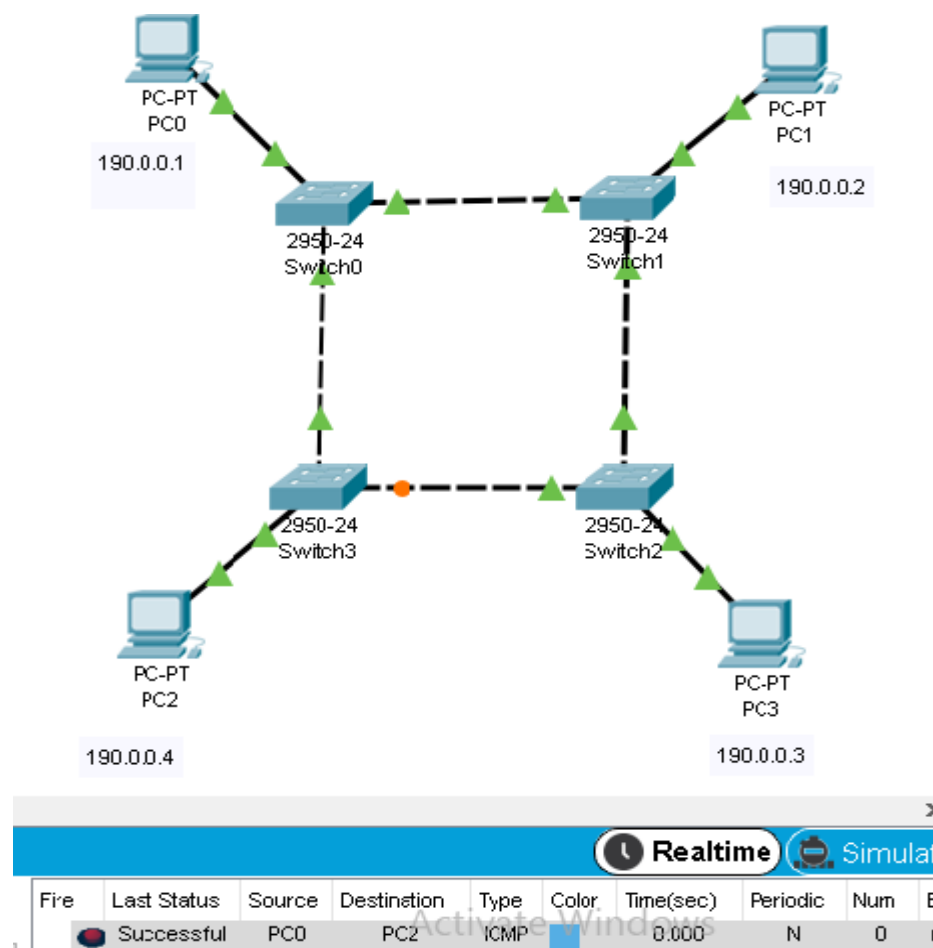 PC-PT
PC0
190.0.0.1
PC-PT
PC1
190.0.0.2
2950-24
Switch0
2950-24
Switch1
2950-24
Switch3
2950-24
Switch2
PC-PT
PC2
190.0.0.4
PC-PT
PC3
190.0.0.3
Realtime
Fire Last Status Source Destination Type Color Time(sec) Periodic Num
Successful PC0 PC2 ICMP 0.000 N 0
Activate Windows